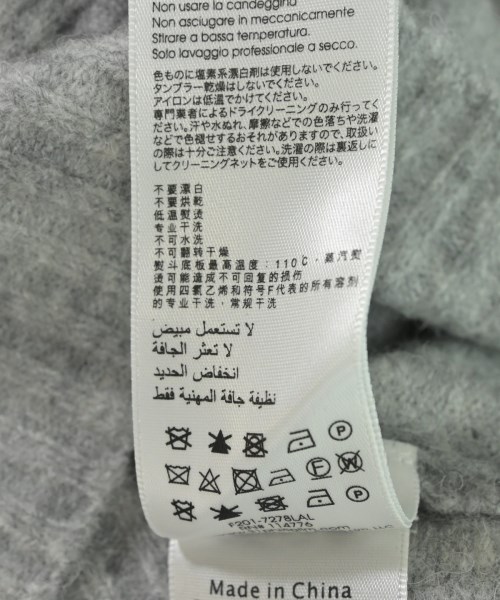 Non usare la candeggina
Non asciugare in meccanicamente
Stirare a bassa temperatura.
Solo lavaggio professionale a secco.
色ものに塩素系漂白剤は使用しないでください。
タンブラー乾燥はしないでください。
アイロンは低温でかけてください。
専門業者によるドライクリーニングのみ行ってく
ださい。汗や水ぬれ、摩擦などでの色落ちや洗濯
などで色褪せするおそれがありますので、取扱い
の際は十分ご注意ください。洗濯の際は裏返しに
してクリーニングネットをご使用ください。
不要漂白
不要烘乾
低温熨烫
专业干洗
不可水洗
不可翻转干燥
熨斗底板最高温度：110℃，蒸汽熨
烫可能造成不可回复的损伤
使用四氯乙烯和符号F代表的所有溶剂
的专业干洗，常规干洗
لا تستعمل مبيض
لا تعثر الجافة
انخفاض الحديد
نظيفة جافة المهنية فقط
P
F W
P
F201-7278LAL
SN# 114776
Made in China